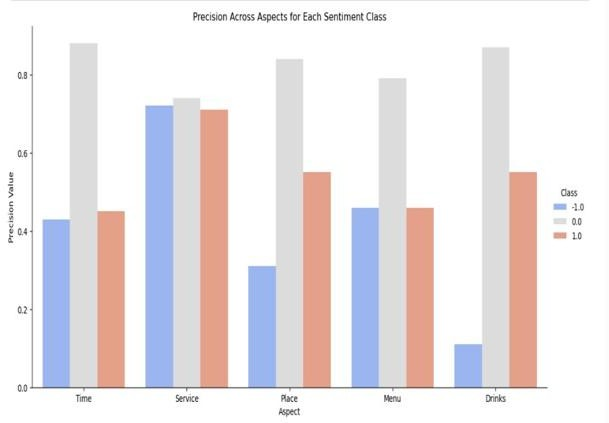 Precision Across Aspects for Each Sentiment Class
Precision Value
0.8
0.6
0.4
0.2
0.0
Time Service Place Menu Drinks
Aspect
Class
-1.0
0.0
1.0